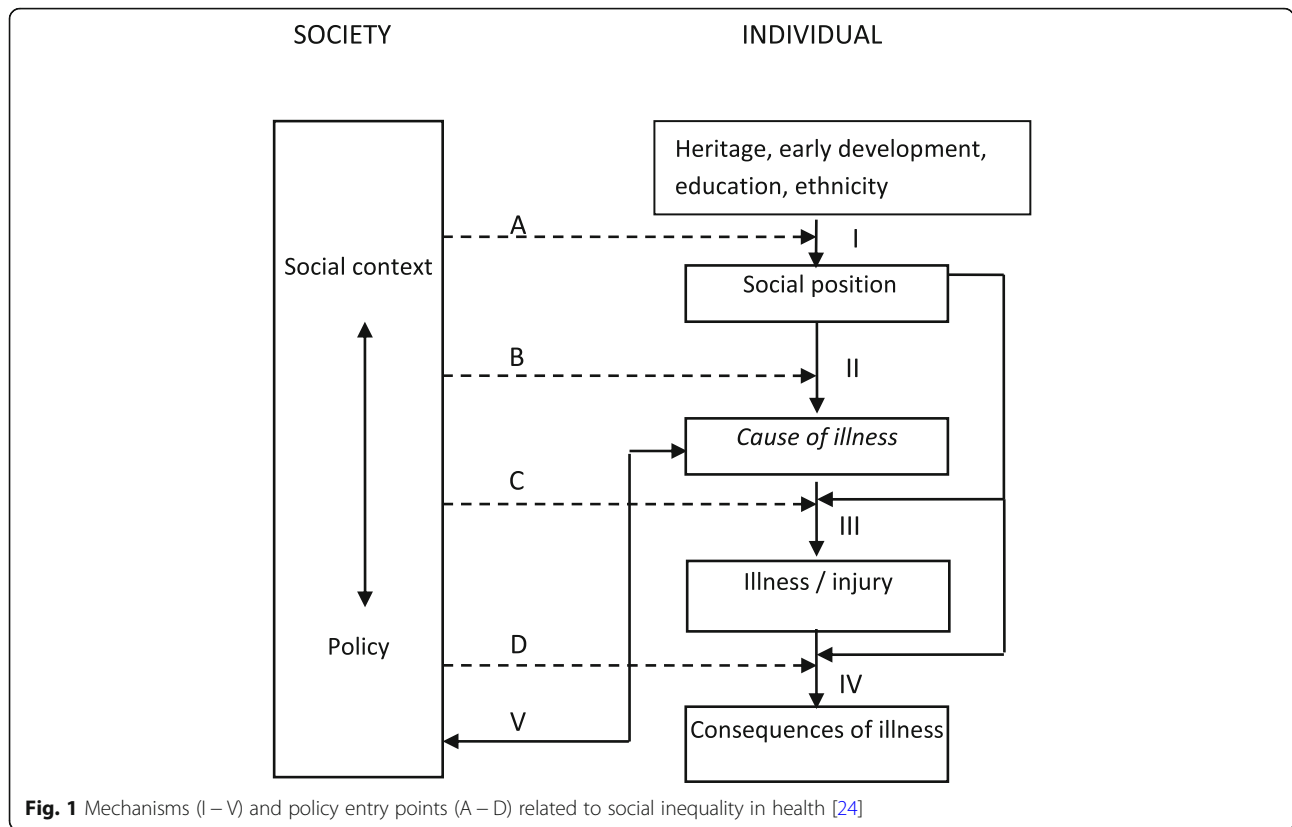 SOCIETY
INDIVIDUAL
Heritage, early development,
education, ethnicity
A
I
Social context
Social position
B
II
Cause of illness
C
III
Illness / injury
Policy
D
IV
V
Consequences of illness
Fig. 1 Mechanisms (I – V) and policy entry points (A – D) related to social inequality in health [24]